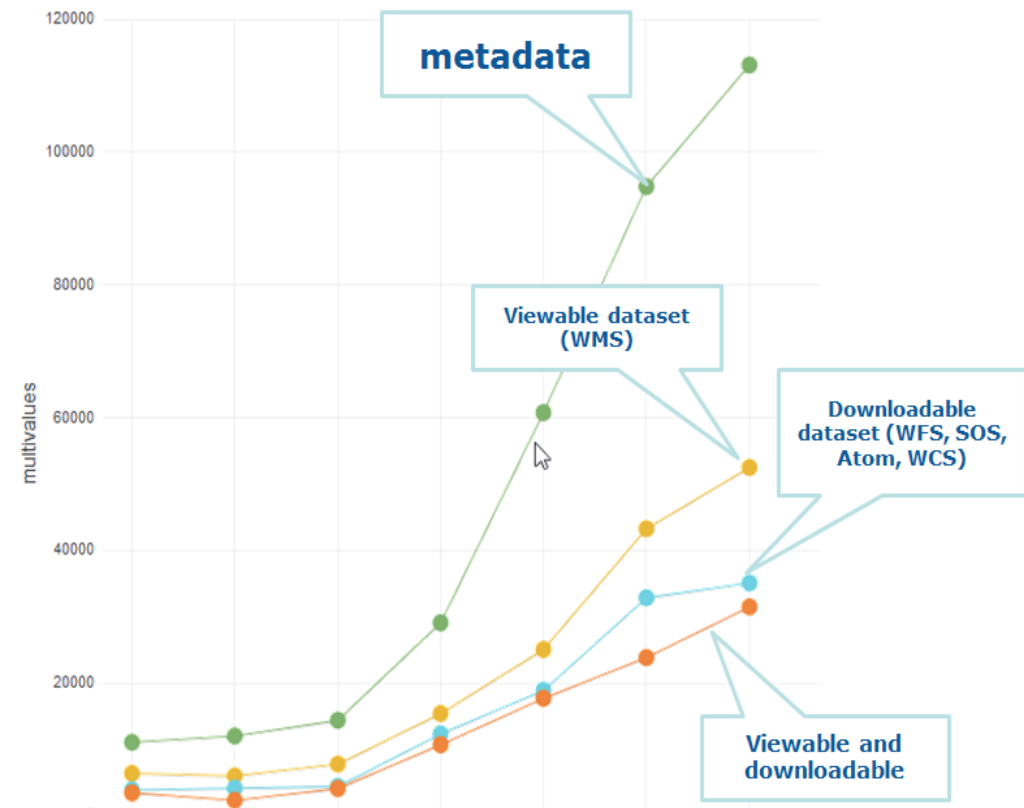 120000
metadata
100000
80000
Viewable dataset
(WMS)
Downloadable
dataset (WFS, SOS,
Atom, WCS)
multivalues
60000
40000
20000
Viewable and
downloadable